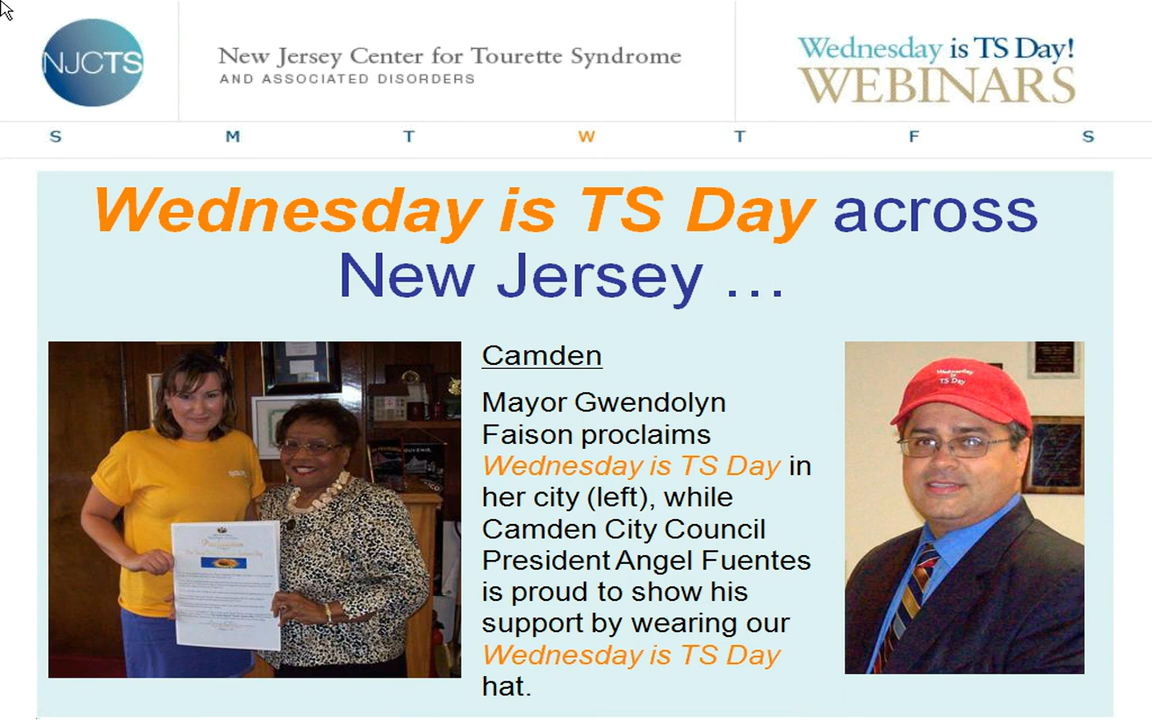 NJCTS
New Jersey Center for Tourette Syndrome
AND ASSOCIATED DISORDERS
Wednesday is TS Day!
WEBINARS
S M T W T F S
Wednesday is TS Day across
New Jersey …
Camden
Mayor Gwendolyn
Faison proclaims
Wednesday is TS Day in
her city (left), while
Camden City Council
President Angel Fuentes
is proud to show his
support by wearing our
Wednesday is TS Day
hat.
Wednesday
is
TS Day